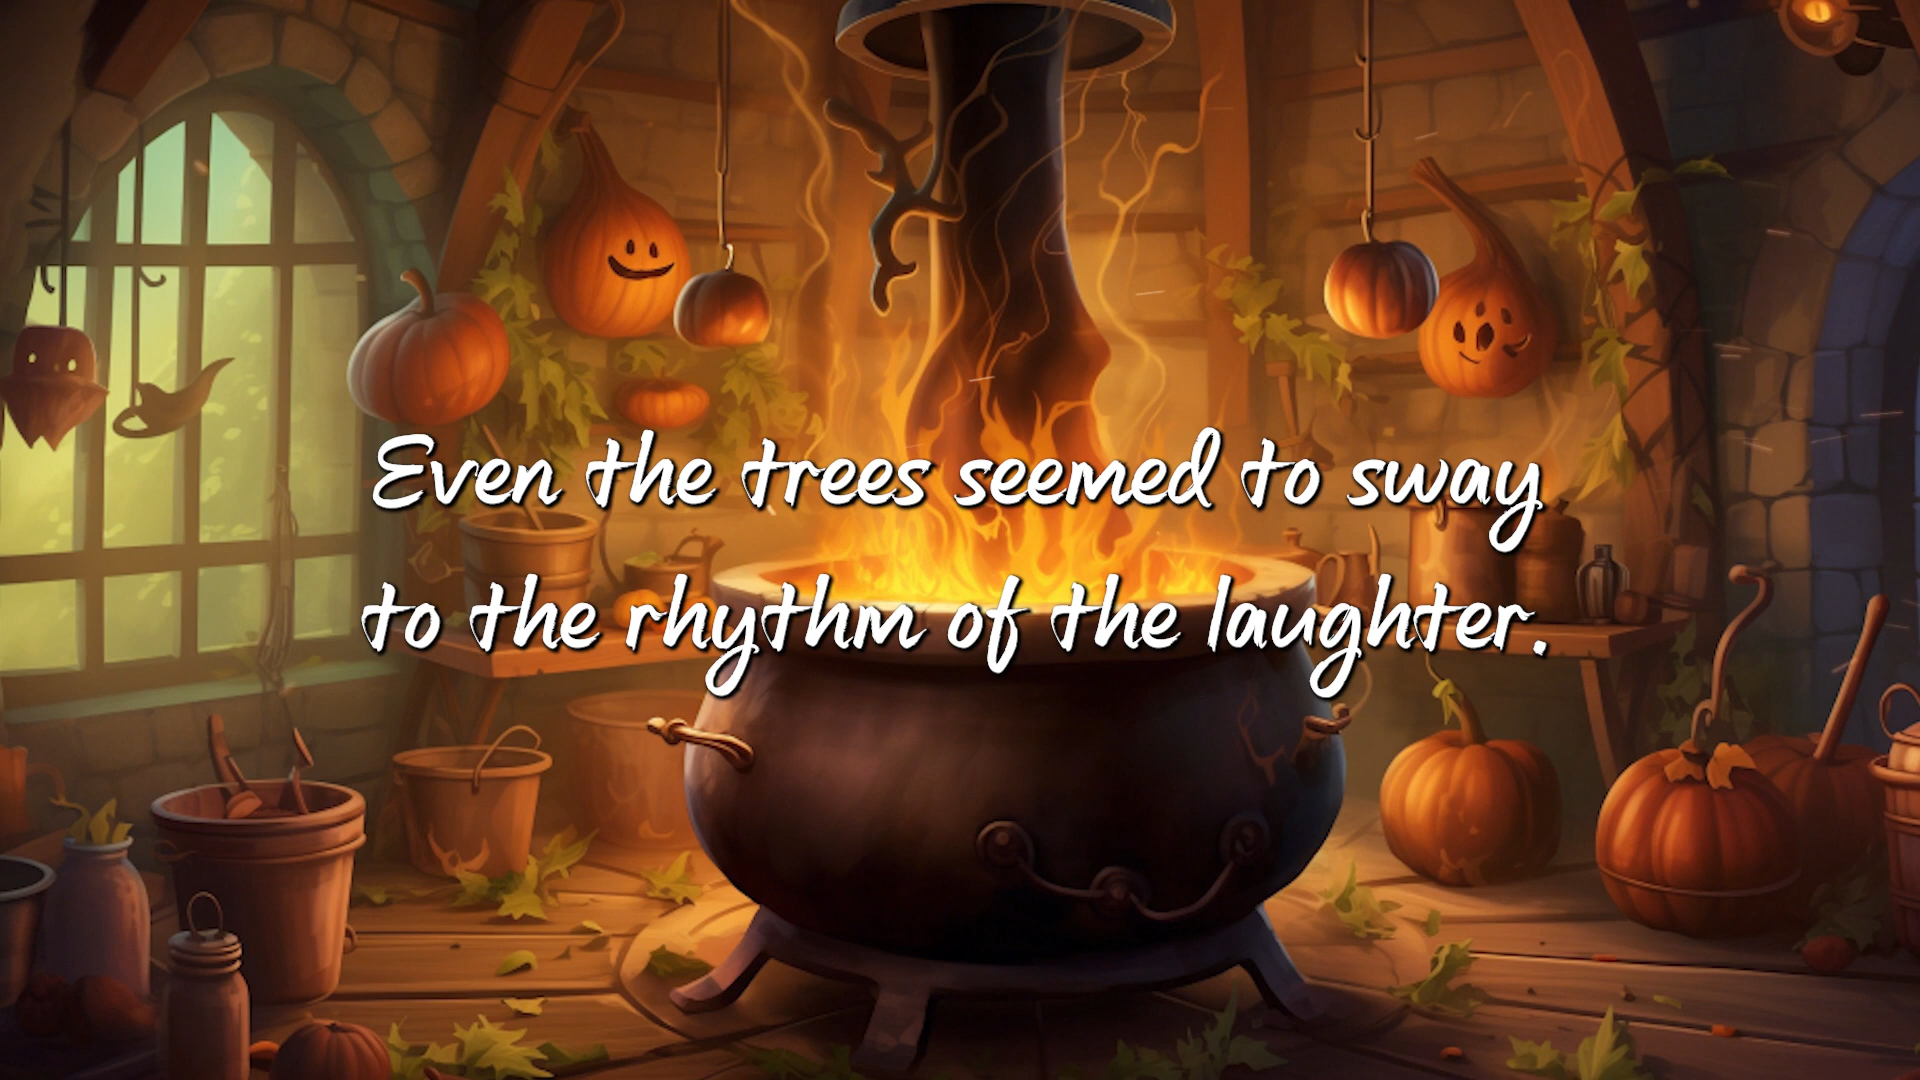 Even the trees seemed to sway
to the rhythm of the laughter.